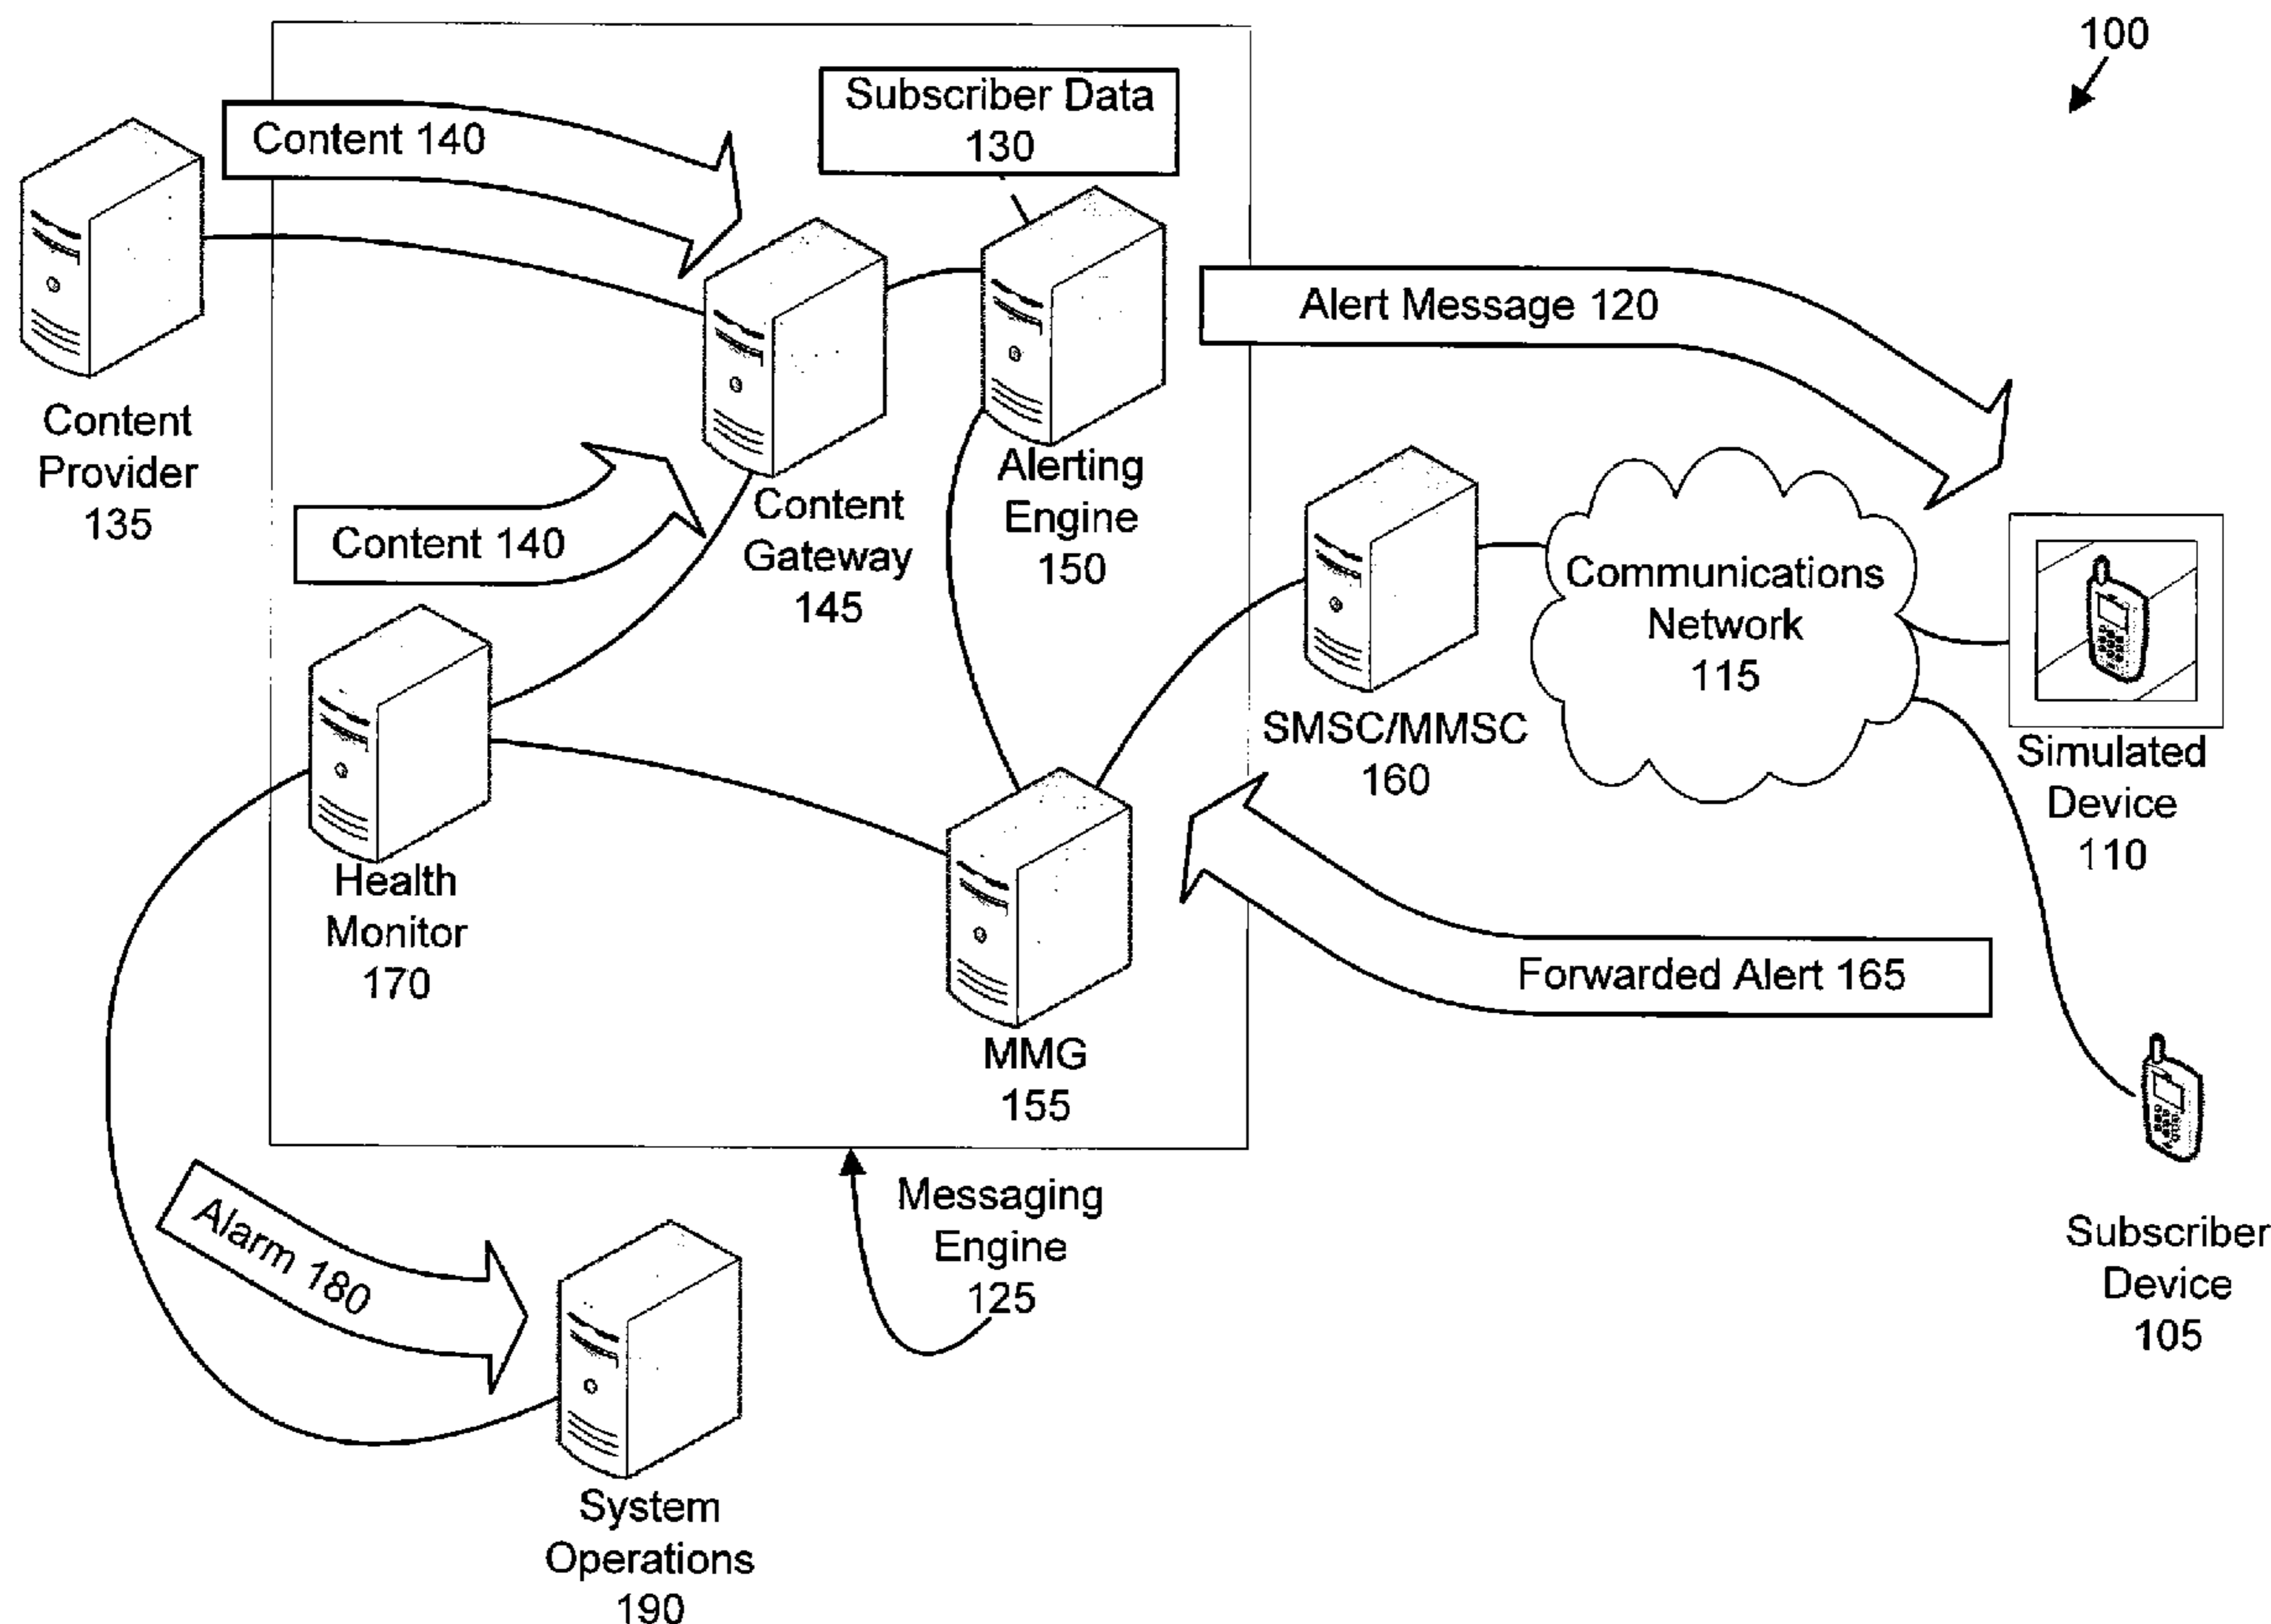 100
Subscriber Data
130
Content 140
Alert Message 120
Content
Provider
135
Content 140
Content
Gateway
145
Alerting
Engine
150
Communications
Network
115
SMSC/MMSC
160
Simulated
Device
110
Health
Monitor
170
Forwarded Alert 165
MMG
155
Messaging
Engine
125
Alarm 180
Subscriber
Device
105
System
Operations
190